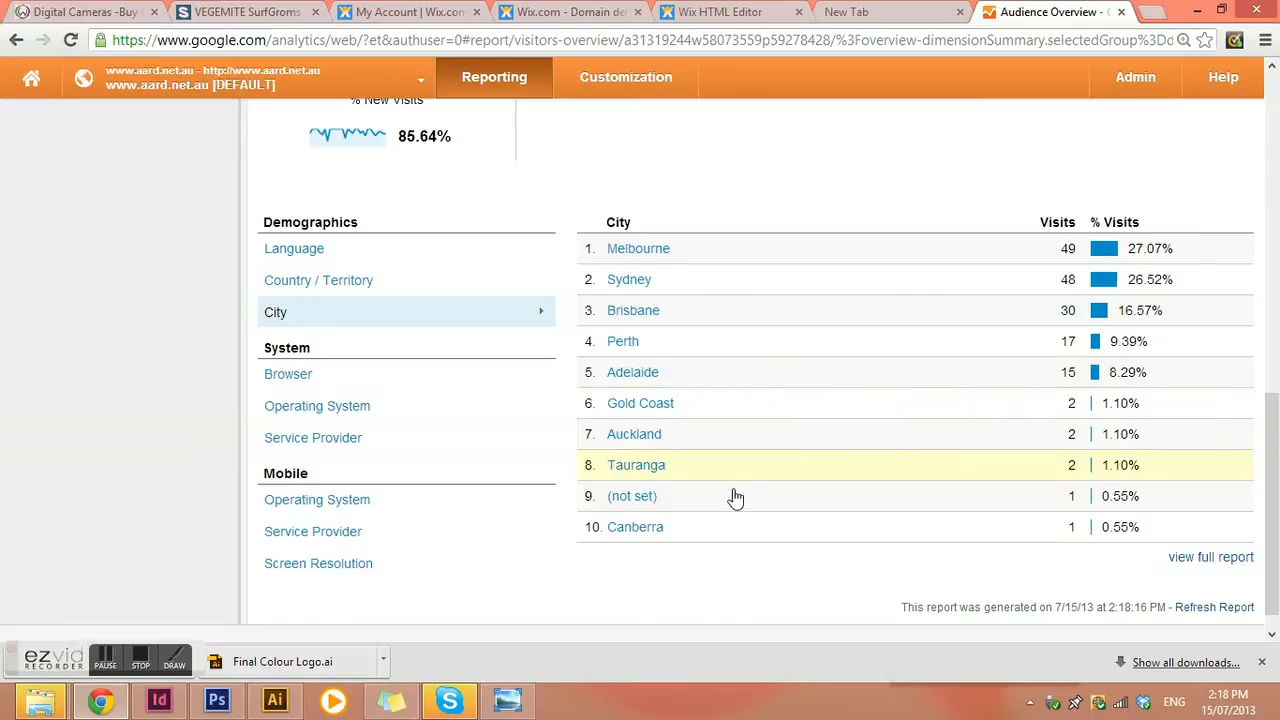 Digital Cameras -Buy
VEGEMITE SurfGroms
My Account | Wix.com
Wix.com - Domain de
Wix HTML Editor
New Tab
Audience Overview -
https://www.google.com/analytics/web/?et&authuser=0#report/visitors-overview/a31319244w58073559p59278428/%3Foverview-dimensionSummary.selectedGroup%3Dd
www.aard.net.au - http://www.aard.net.au
www.aard.net.au [DEFAULT]
Reporting
Customization
Admin
Help
% New Visits
85.64%
Demographics
Language
Country / Territory
City
System
Browser
Operating System
Service Provider
Mobile
Operating System
Service Provider
Screen Resolution
City Visits % Visits
1. Melbourne 49 27.07%
2. Sydney 48 26.52%
3. Brisbane 30 16.57%
4. Perth 17 9.39%
5. Adelaide 15 8.29%
6. Gold Coast 2 1.10%
7. Auckland 2 1.10%
8. Tauranga 2 1.10%
9. (not set) 1 0.55%
10. Canberra 1 0.55%
view full report
This report was generated on 7/15/13 at 2:18:16 PM - Refresh Report
ezvid
RECORDER
PAUSE
STOP
DRAW
Final Colour Logo.ai
Show all downloads...
Id
Ps
Ai
S
ENG
2:18 PM
15/07/2013